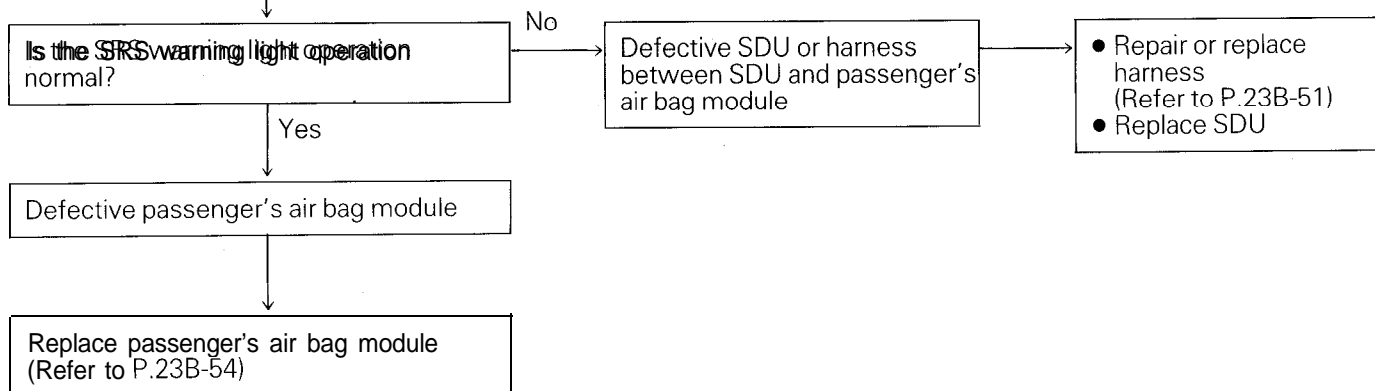 Is the SRS warning light operation
normal?
No
Defective SDU or harness
between SDU and passenger's
air bag module
● Repair or replace
harness
(Refer to P.23B-51)
● Replace SDU
Yes
Defective passenger's air bag module
Replace passenger's air bag module
(Refer to P.23B-54)